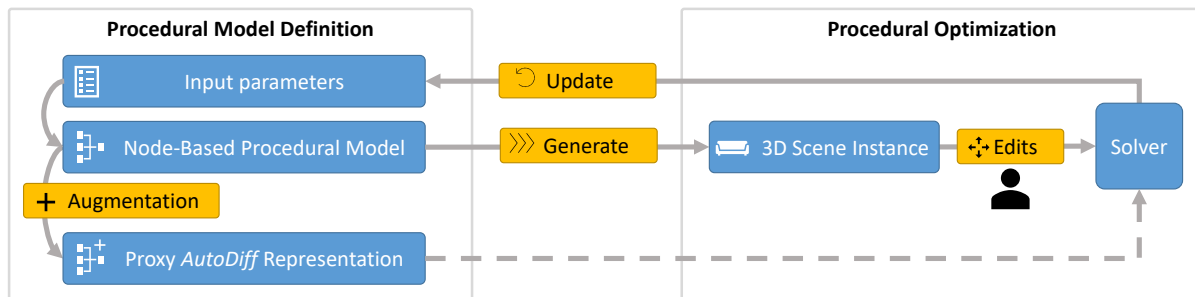 Procedural Model Definition
Procedural Optimization
Input parameters
Update
Node-Based Procedural Model
Generate
3D Scene Instance
Edits
Solver
Augmentation
Proxy AutoDiff Representation